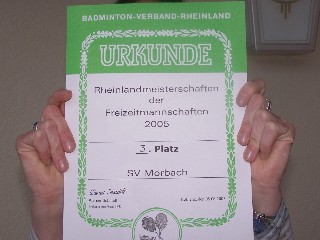 BADMINTON-VERBAND-RHEINLAND
URKUNDE
Rheinlandmeisterschaften
der
Freizeitmannschaften
2005
3. Platz
SV Morbach